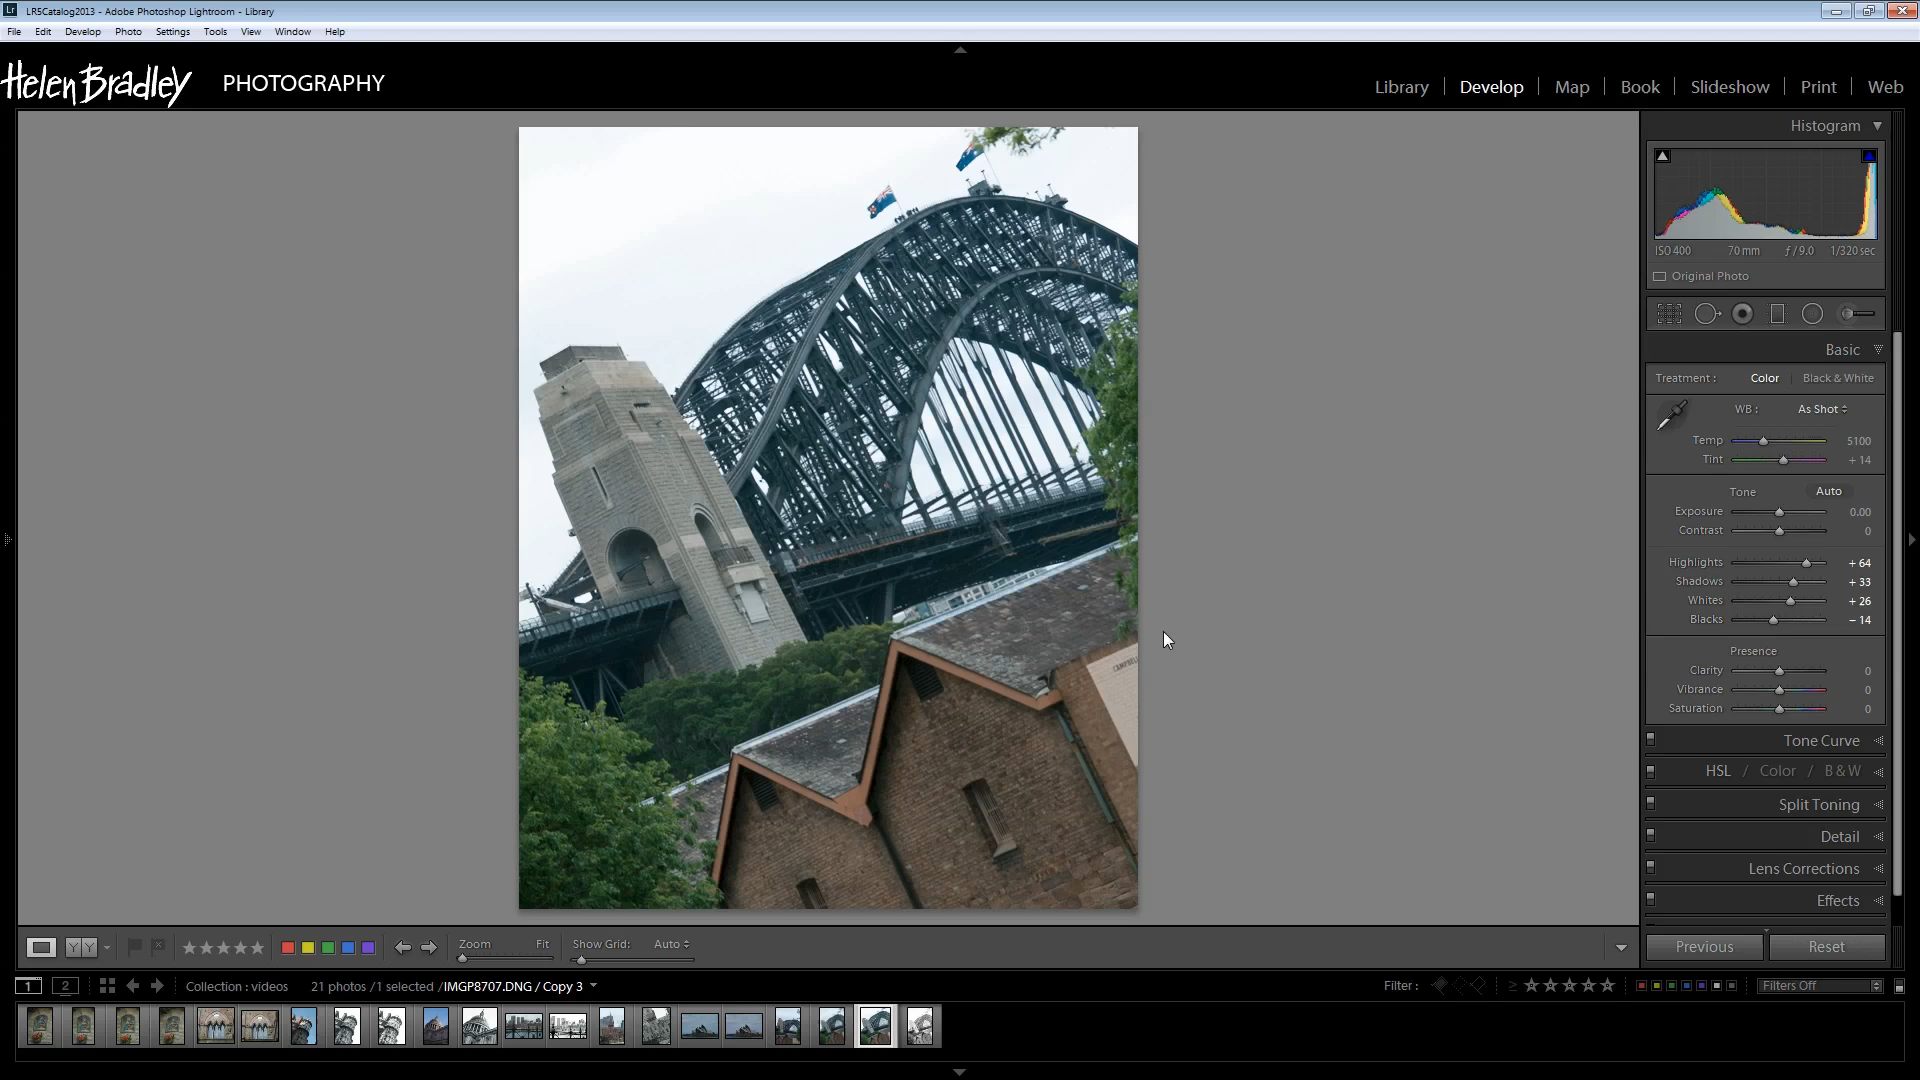 LR5Catalog2013 - Adobe Photoshop Lightroom - Library
File Edit Develop Photo Settings Tools View Window Help
Helen Bradley PHOTOGRAPHY
Library Develop Map Book Slideshow Print Web
Histogram
ISO 400 70 mm ƒ / 9.0 1/320 sec
Original Photo
Basic
Treatment : Color Black & White
WB : As Shot
Temp 5100
Tint + 14
Tone Auto
Exposure 0.00
Contrast 0
Highlights + 64
Shadows + 33
Whites + 26
Blacks – 14
Presence
Clarity 0
Vibrance 0
Saturation 0
Tone Curve
HSL / Color / B & W
Split Toning
Detail
Lens Corrections
Effects
Y Y Zoom Fit Show Grid: Auto
Previous Reset
1 2 Collection : videos 21 photos / 1 selected / IMGP8707.DNG / Copy 3 Filter : Filters Off